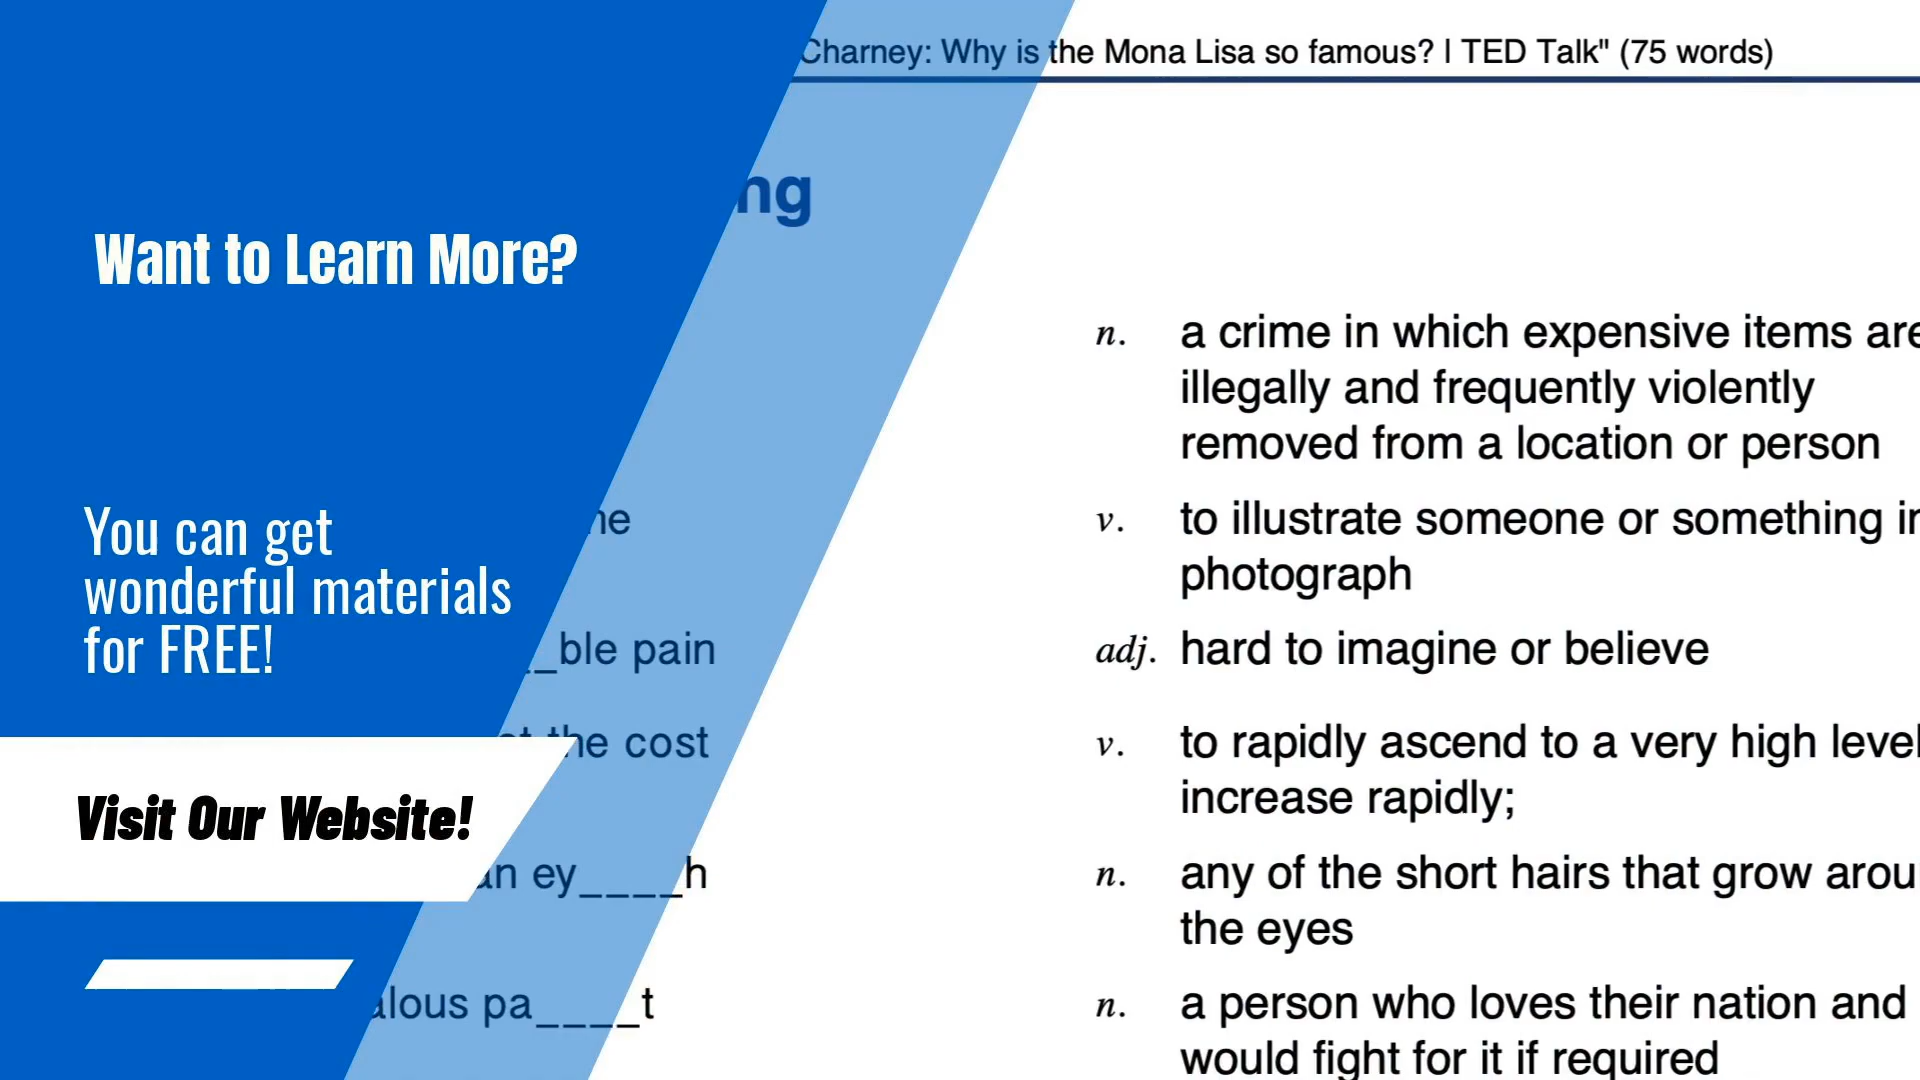 Charney: Why is the Mona Lisa so famous? | TED Talk" (75 words)
ng
Want to Learn More?
You can get
wonderful materials
for FREE!
Visit Our Website!
n. a crime in which expensive items are
illegally and frequently violently
removed from a location or person
he
v. to illustrate someone or something in
photograph
_ble pain
adj. hard to imagine or believe
the cost
v. to rapidly ascend to a very high level
increase rapidly;
an ey____h
n. any of the short hairs that grow arou
the eyes
alous pa____t
n. a person who loves their nation and
would fight for it if required